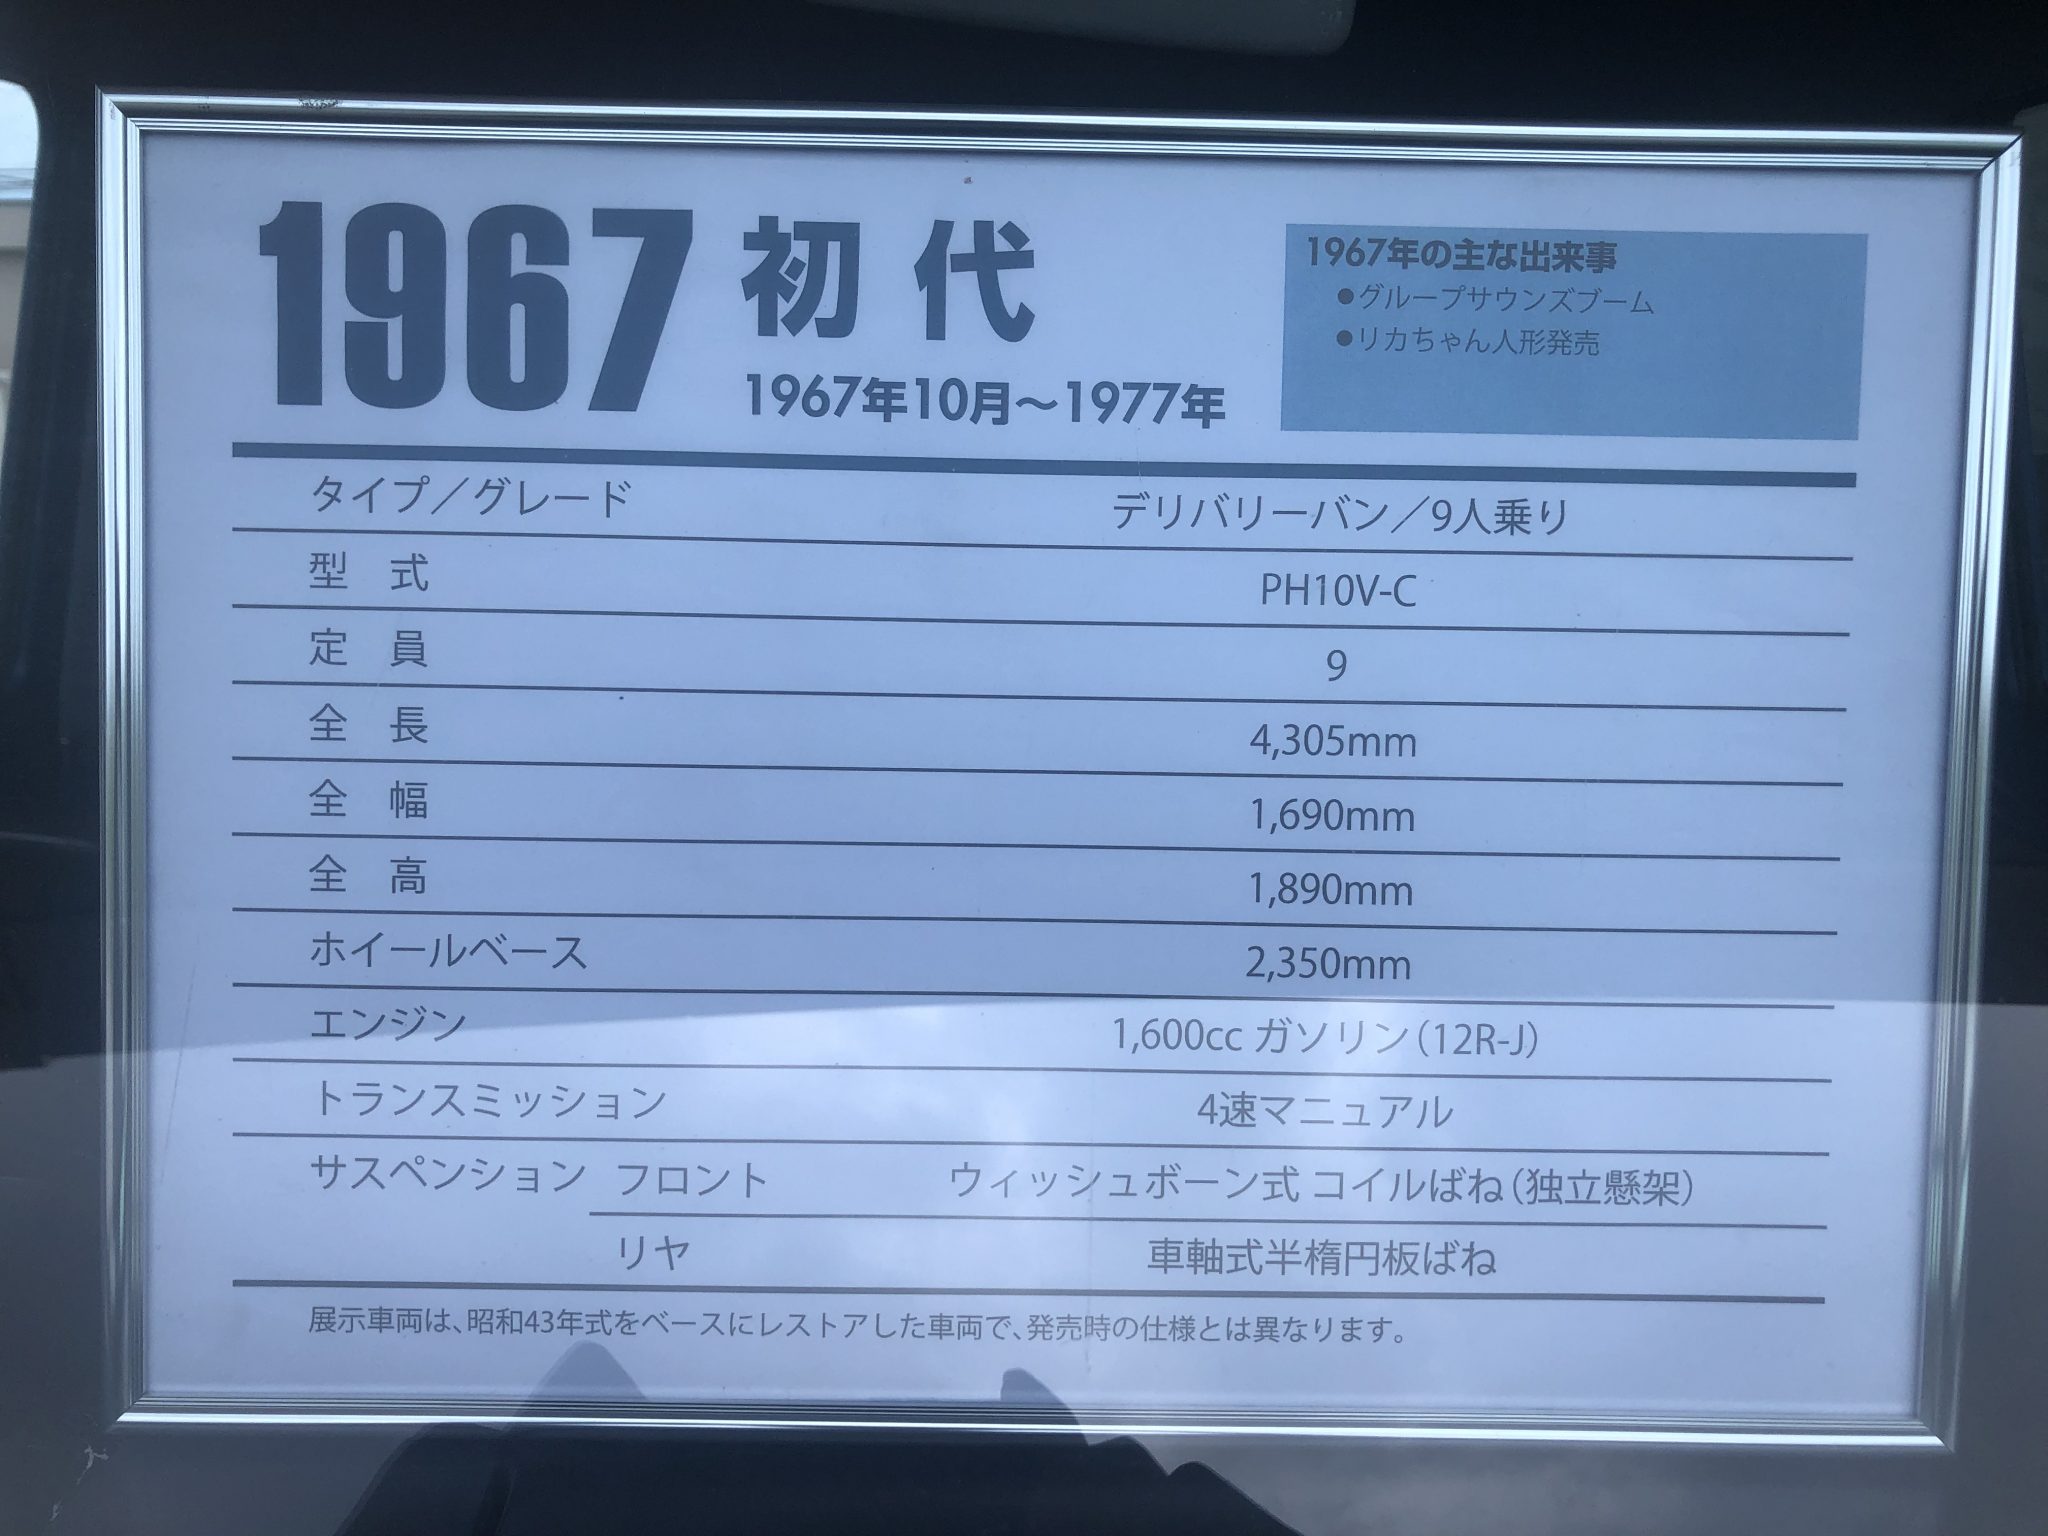 1967 初代
1967年10月〜1977年
1967年の主な出来事
●グループサウンズブーム
●リカちゃん人形発売
タイプ／グレード デリバリーバン／9人乗り
型 式 PH10V-C
定 員 9
全 長 4,305mm
全 幅 1,690mm
全 高 1,890mm
ホイールベース 2,350mm
エンジン 1,600cc ガソリン（12R-J）
トランスミッション 4速マニュアル
サスペンション フロント ウィッシュボーン式 コイルばね（独立懸架）
リヤ 車軸式半楕円板ばね
展示車両は、昭和43年式をベースにレストアした車両で、発売時の仕様とは異なります。